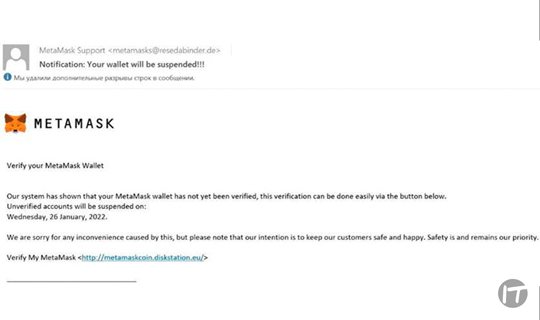 MetaMask Support <metamasks@resedabinder.de>
Notification: Your wallet will be suspended!!!
Мы удалили дополнительные разрывы строк в сообщении.
METAMASK
Verify your MetaMask Wallet
Our system has shown that your MetaMask wallet has not yet been verified, this verification can be done easily via the button below.
Unverified accounts will be suspended on:
Wednesday, 26 January, 2022.
We are sorry for any inconvenience caused by this, but please note that our intention is to keep our customers safe and happy. Safety is and remains our priority.
Verify My MetaMask <http://metamaskcoin.diskstation.eu/>
IT